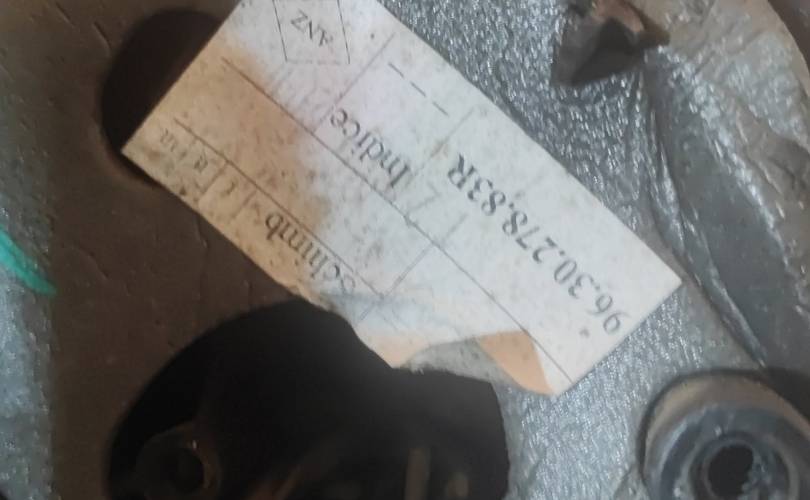 96.30.278.83R
Indice
ANZ
Schimb